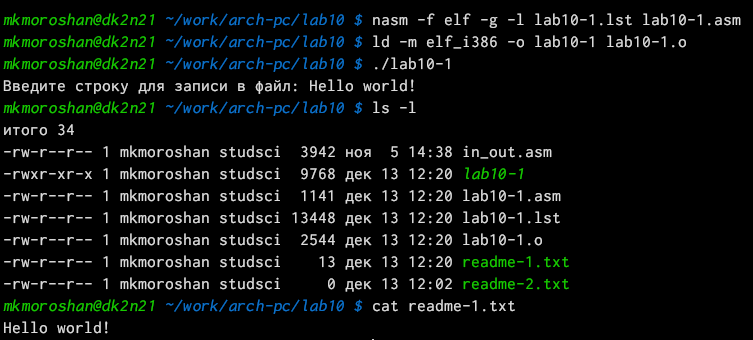 mkmoroshan@dk2n21 ~/work/arch-pc/lab10 $ nasm -f elf -g -l lab10-1.lst lab10-1.asm
mkmoroshan@dk2n21 ~/work/arch-pc/lab10 $ ld -m elf_i386 -o lab10-1 lab10-1.o
mkmoroshan@dk2n21 ~/work/arch-pc/lab10 $ ./lab10-1
Введите строку для записи в файл: Hello world!
mkmoroshan@dk2n21 ~/work/arch-pc/lab10 $ ls -l
итого 34
-rw-r--r-- 1 mkmoroshan studsci  3942 ноя  5 14:38 in_out.asm
-rwxr-xr-x 1 mkmoroshan studsci  9768 дек 13 12:20 lab10-1
-rw-r--r-- 1 mkmoroshan studsci  1141 дек 13 12:20 lab10-1.asm
-rw-r--r-- 1 mkmoroshan studsci 13448 дек 13 12:20 lab10-1.lst
-rw-r--r-- 1 mkmoroshan studsci  2544 дек 13 12:20 lab10-1.o
-rw-r--r-- 1 mkmoroshan studsci    13 дек 13 12:20 readme-1.txt
-rw-r--r-- 1 mkmoroshan studsci     0 дек 13 12:02 readme-2.txt
mkmoroshan@dk2n21 ~/work/arch-pc/lab10 $ cat readme-1.txt
Hello world!